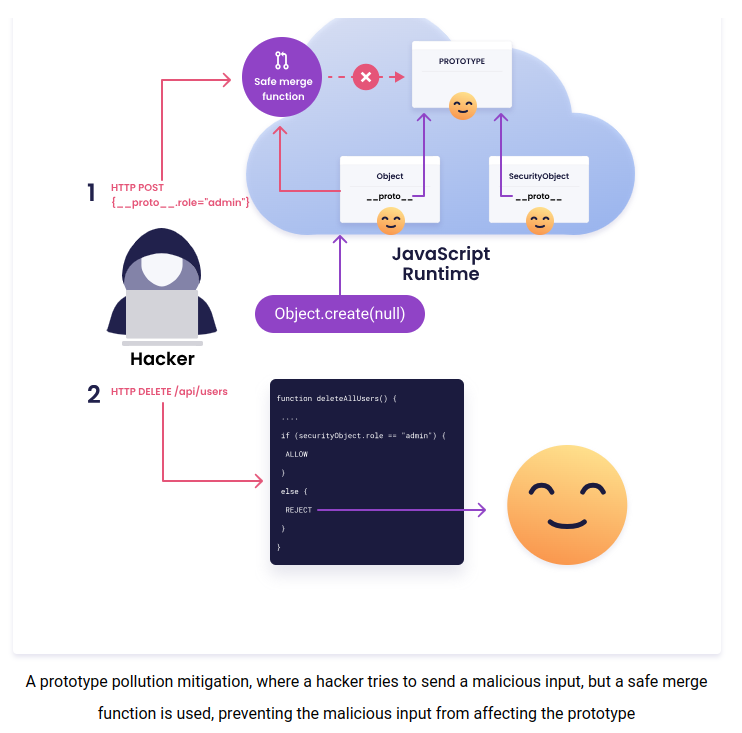 Safe merge
function
PROTOTYPE
Object
__proto__
SecurityObject
__proto__
1
HTTP POST
{__proto__.role="admin"}
JavaScript
Runtime
Object.create(null)
Hacker
2
HTTP DELETE /api/users
function deleteAllUsers() {
....
if (securityObject.role == "admin") {
ALLOW
}
else {
REJECT
}
}
A prototype pollution mitigation, where a hacker tries to send a malicious input, but a safe merge
function is used, preventing the malicious input from affecting the prototype